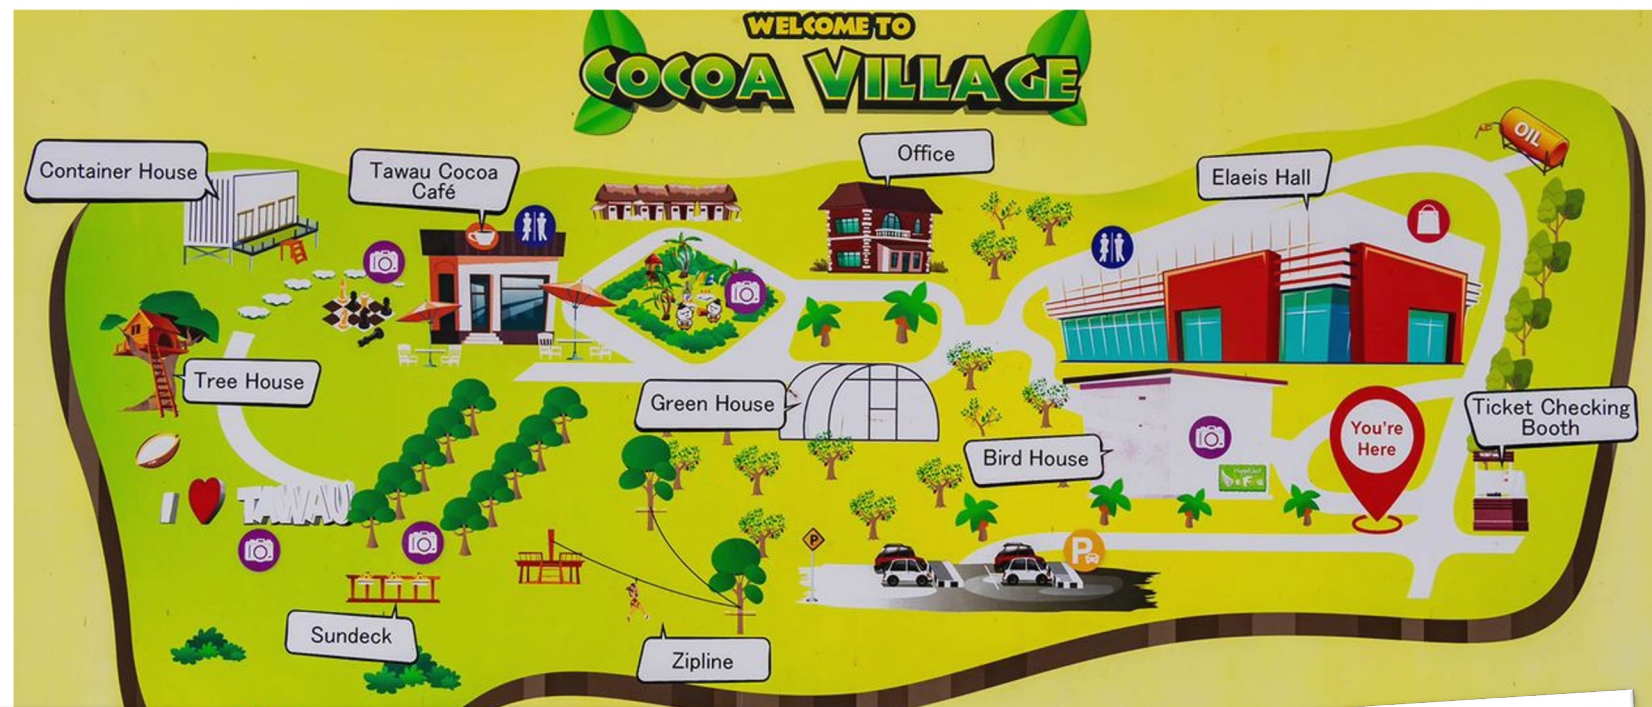 WELCOME TO
COCOA VILLAGE
Container House
Tawau Cocoa
Café
Office
Elaeis Hall
OIL
Tree House
Green House
Bird House
You're
Here
Ticket Checking
Booth
I
TAWAU
P
P
Sundeck
Zipline